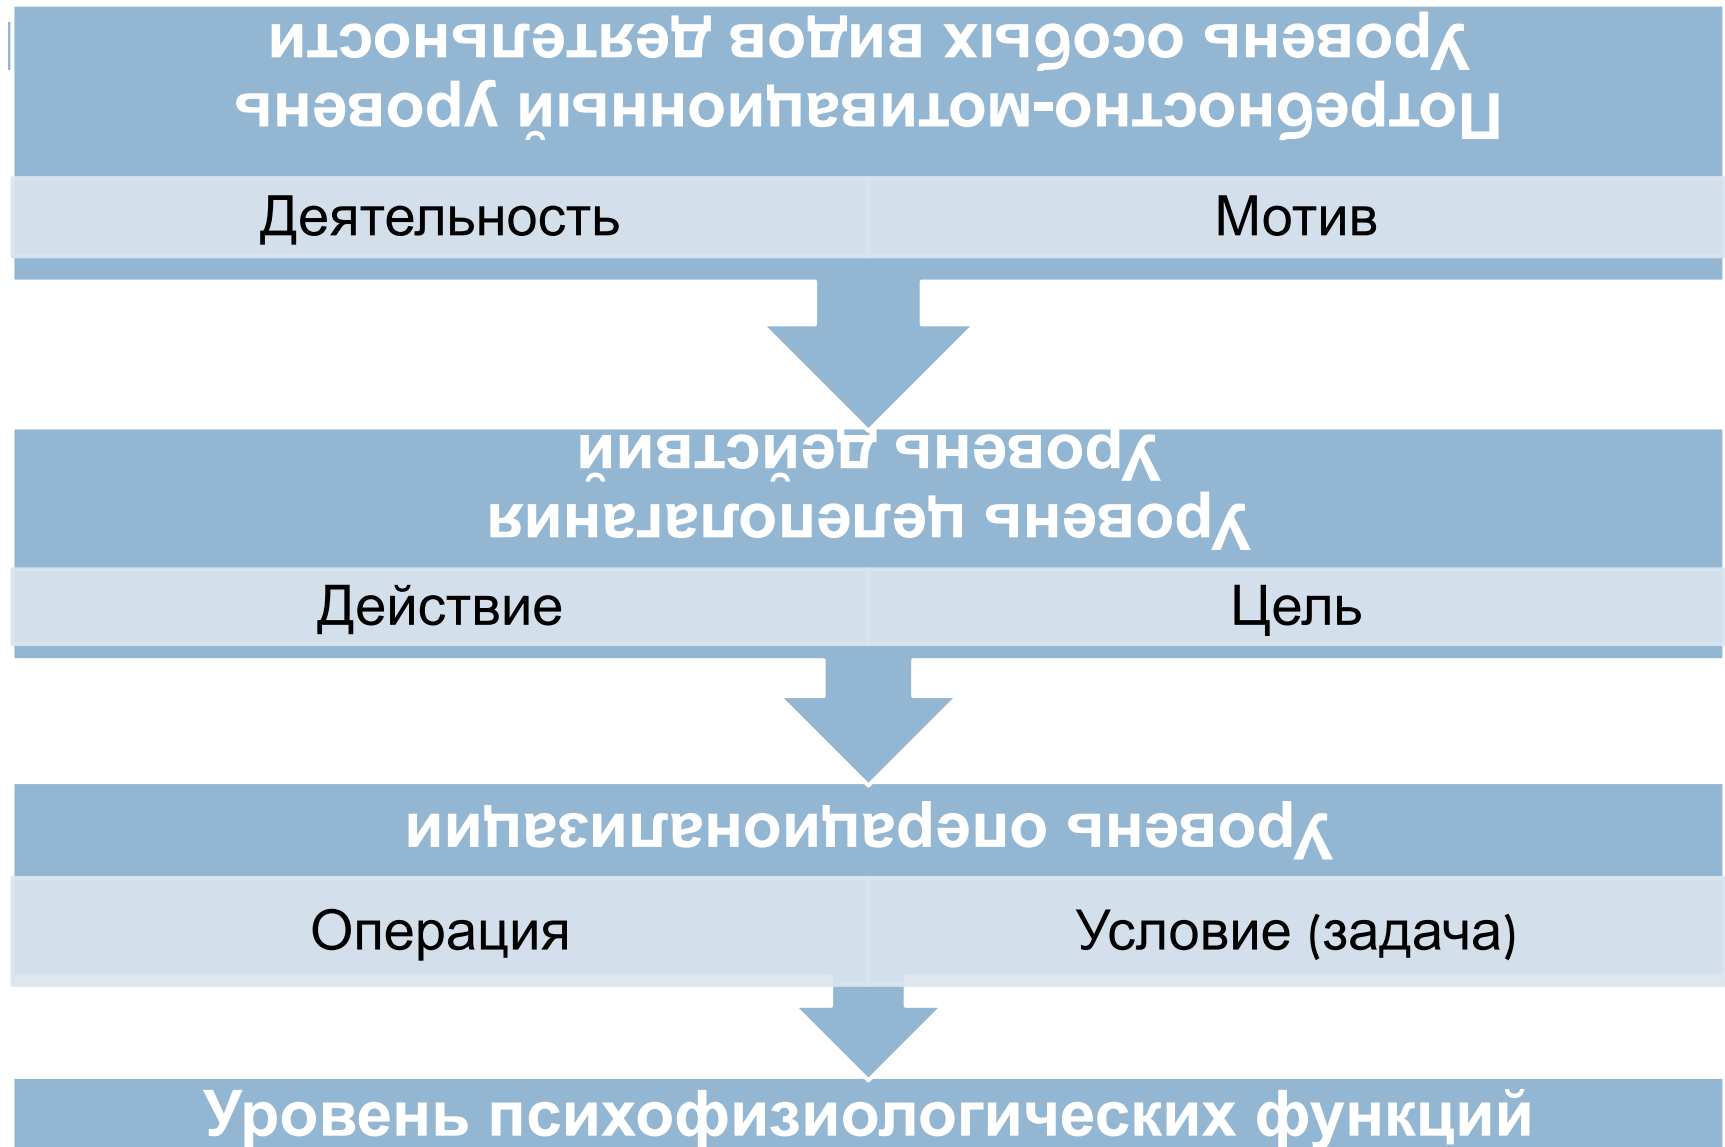 Потребностно-мотивационный уровень
Уровень особых видов деятельности
Деятельность
Мотив
Уровень целеполагания
Уровень действий
Действие
Цель
Уровень операционализации
Операция
Условие (задача)
Уровень психофизиологических функций